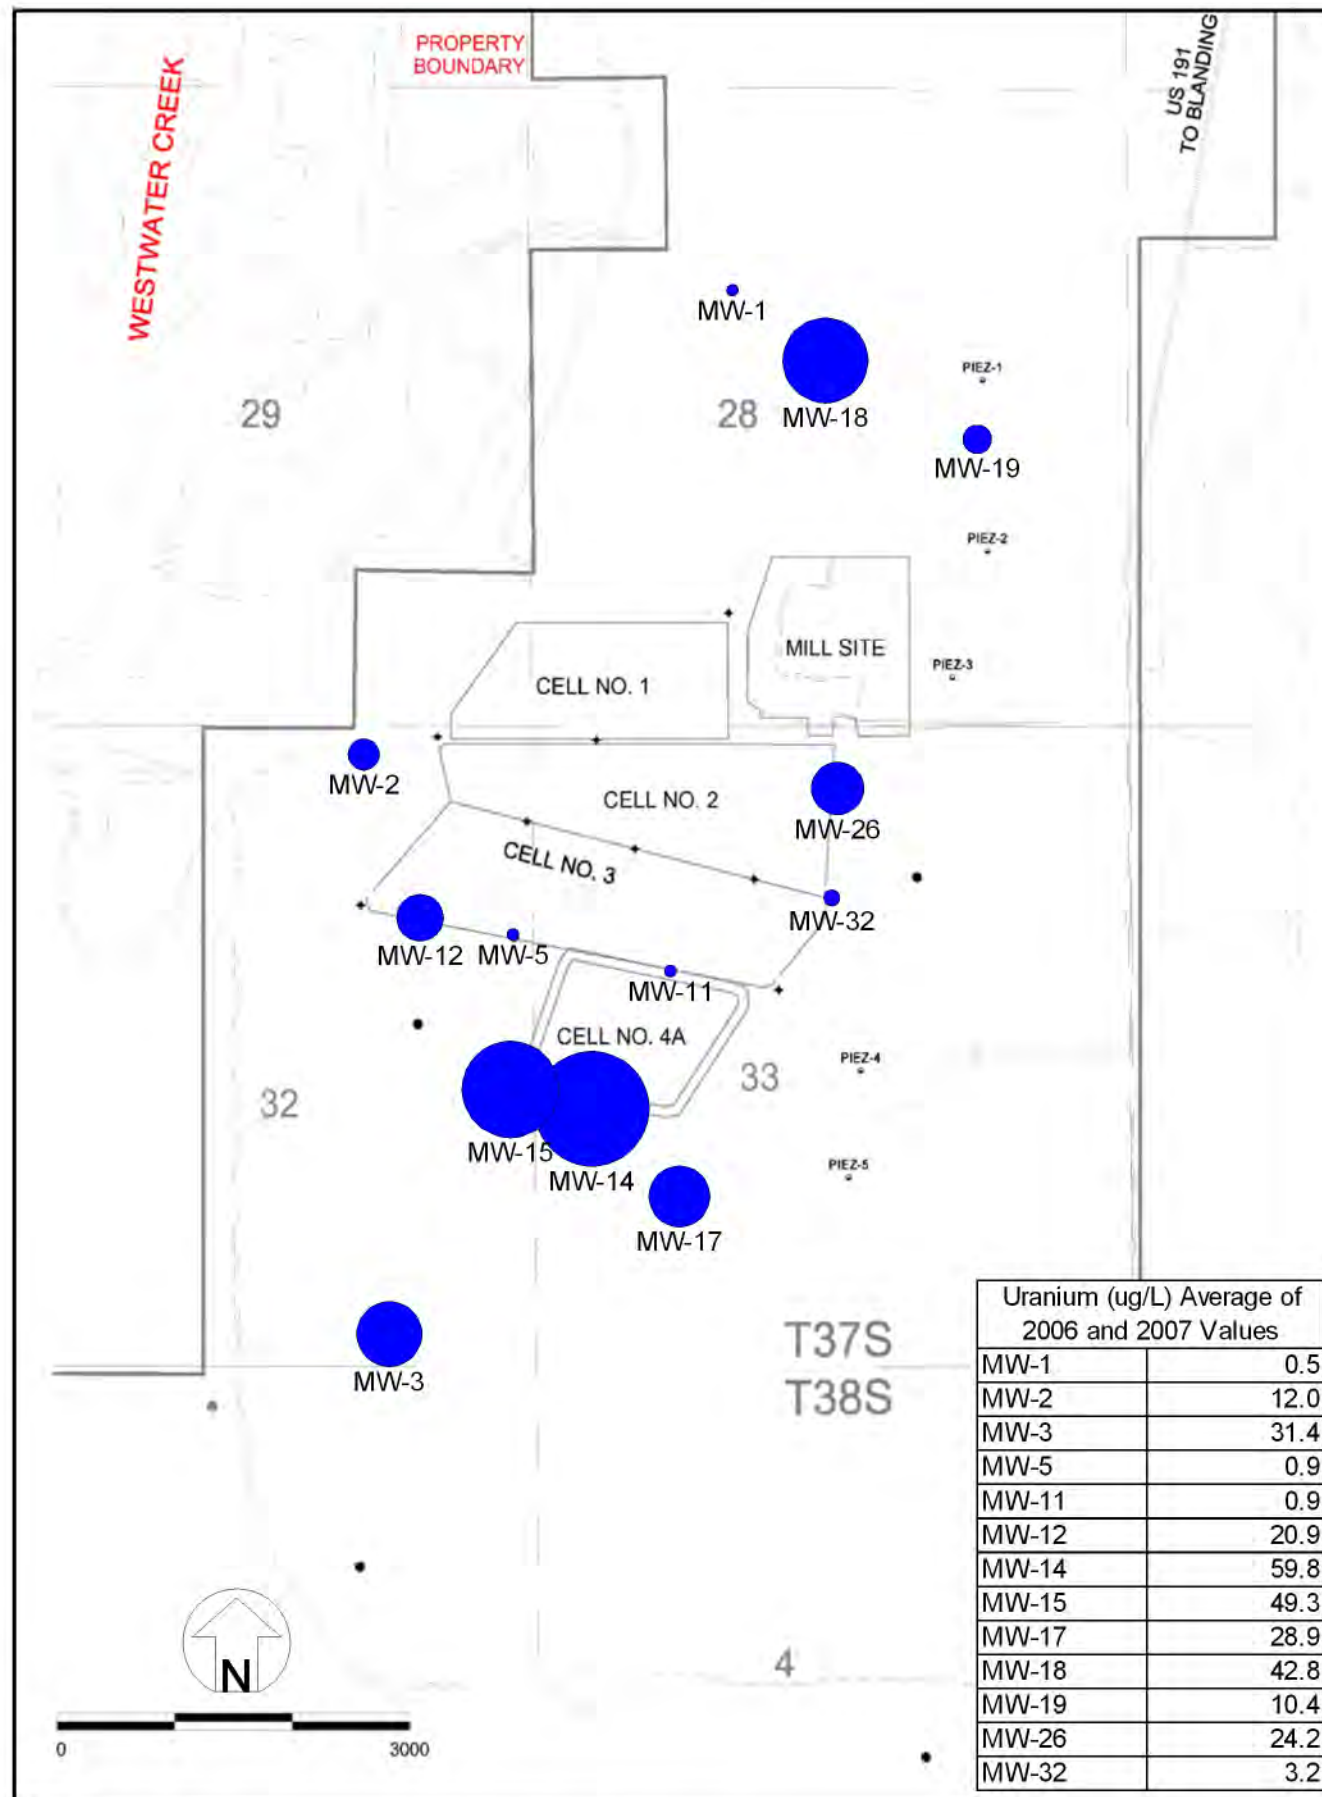 PROPERTY
BOUNDARY
WESTWATER CREEK
US 191
TO BLANDING
MW-1
MW-18
PIEZ-1
29
28
MW-19
PIEZ-2
MILL SITE
PIEZ-3
CELL NO. 1
MW-2
CELL NO. 2
MW-26
CELL NO. 3
MW-32
MW-12
MW-5
MW-11
CELL NO. 4A
PIEZ-4
33
32
MW-15
MW-14
PIEZ-5
MW-17
MW-3
T37S
T38S
4
N
0 3000
Uranium (ug/L) Average of
2006 and 2007 Values
MW-1 0.5
MW-2 12.0
MW-3 31.4
MW-5 0.9
MW-11 0.9
MW-12 20.9
MW-14 59.8
MW-15 49.3
MW-17 28.9
MW-18 42.8
MW-19 10.4
MW-26 24.2
MW-32 3.2